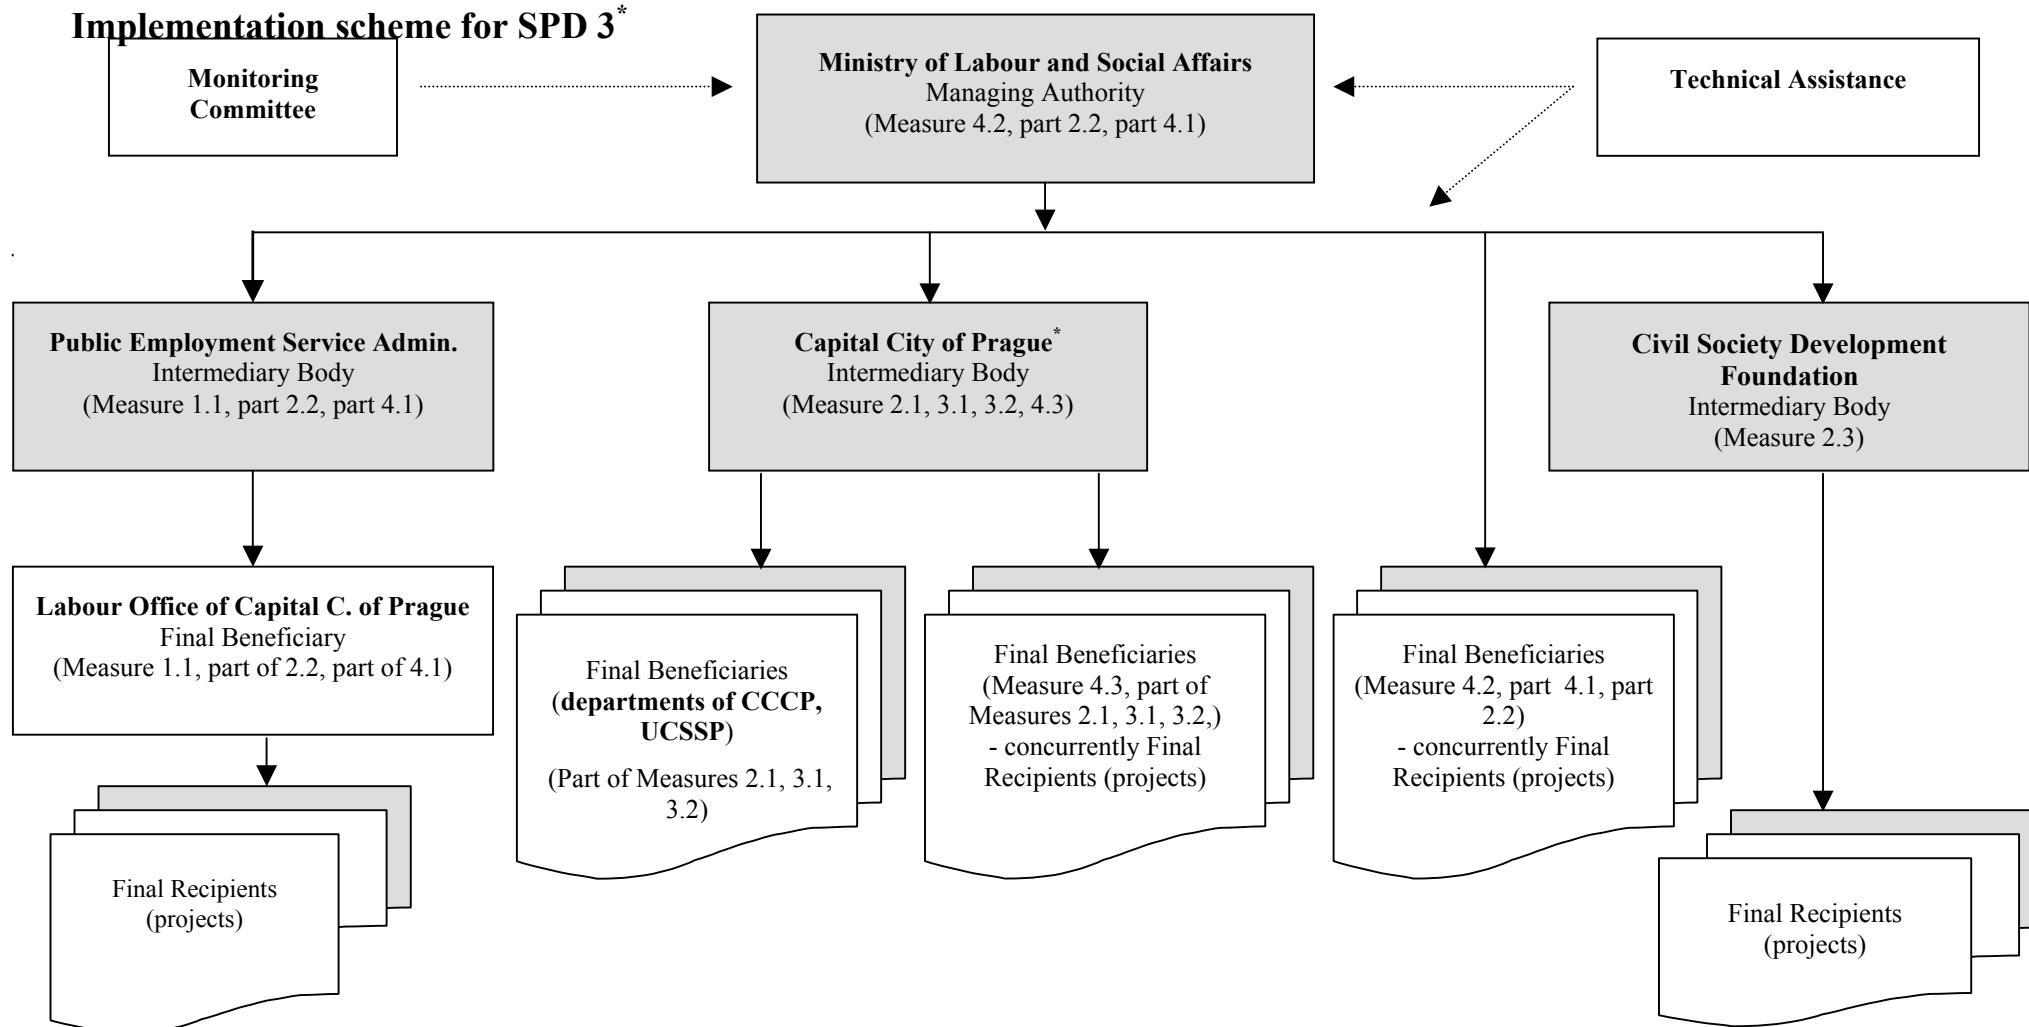 Implementation scheme for SPD 3*
Monitoring
Committee
Ministry of Labour and Social Affairs
Managing Authority
(Measure 4.2, part 2.2, part 4.1)
Technical Assistance
Public Employment Service Admin.
Intermediary Body
(Measure 1.1, part 2.2, part 4.1)
Capital City of Prague*
Intermediary Body
(Measure 2.1, 3.1, 3.2, 4.3)
Civil Society Development
Foundation
Intermediary Body
(Measure 2.3)
Labour Office of Capital C. of Prague
Final Beneficiary
(Measure 1.1, part of 2.2, part of 4.1)
Final Beneficiaries
(departments of CCCP,
UCSSP)
(Part of Measures 2.1, 3.1,
3.2)
Final Beneficiaries
(Measure 4.3, part of
Measures 2.1, 3.1, 3.2,)
- concurrently Final
Recipients (projects)
Final Beneficiaries
(Measure 4.2, part 4.1, part
2.2)
- concurrently Final
Recipients (projects)
Final Recipients
(projects)
Final Recipients
(projects)